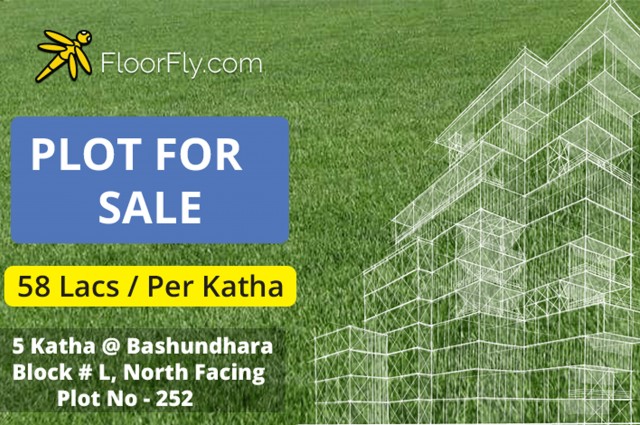 FloorFly.com
PLOT FOR
SALE
58 Lacs / Per Katha
5 Katha @ Bashundhara
Block # L, North Facing
Plot No - 252